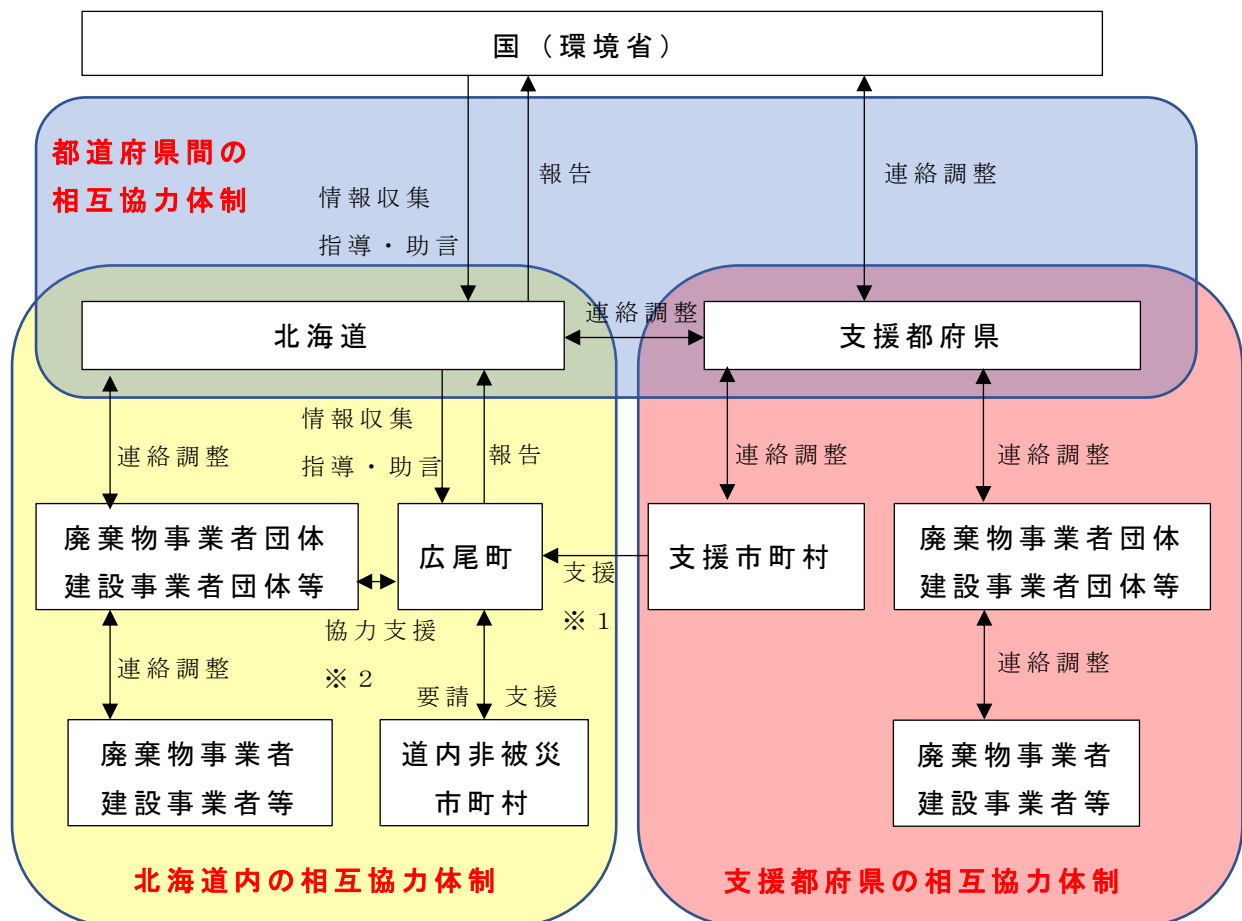 国（環境省）
都道府県間の
相互協力体制
情報収集
指導・助言
報告
連絡調整
北海道
連絡調整
支援都府県
連絡調整
情報収集
指導・助言
報告
連絡調整
連絡調整
廃棄物事業者団体
建設事業者団体等
広尾町
支援市町村
廃棄物事業者団体
建設事業者団体等
支援
※１
協力支援
※２
連絡調整
要請
支援
連絡調整
廃棄物事業者
建設事業者等
道内非被災
市町村
廃棄物事業者
建設事業者等
北海道内の相互協力体制
支援都府県の相互協力体制